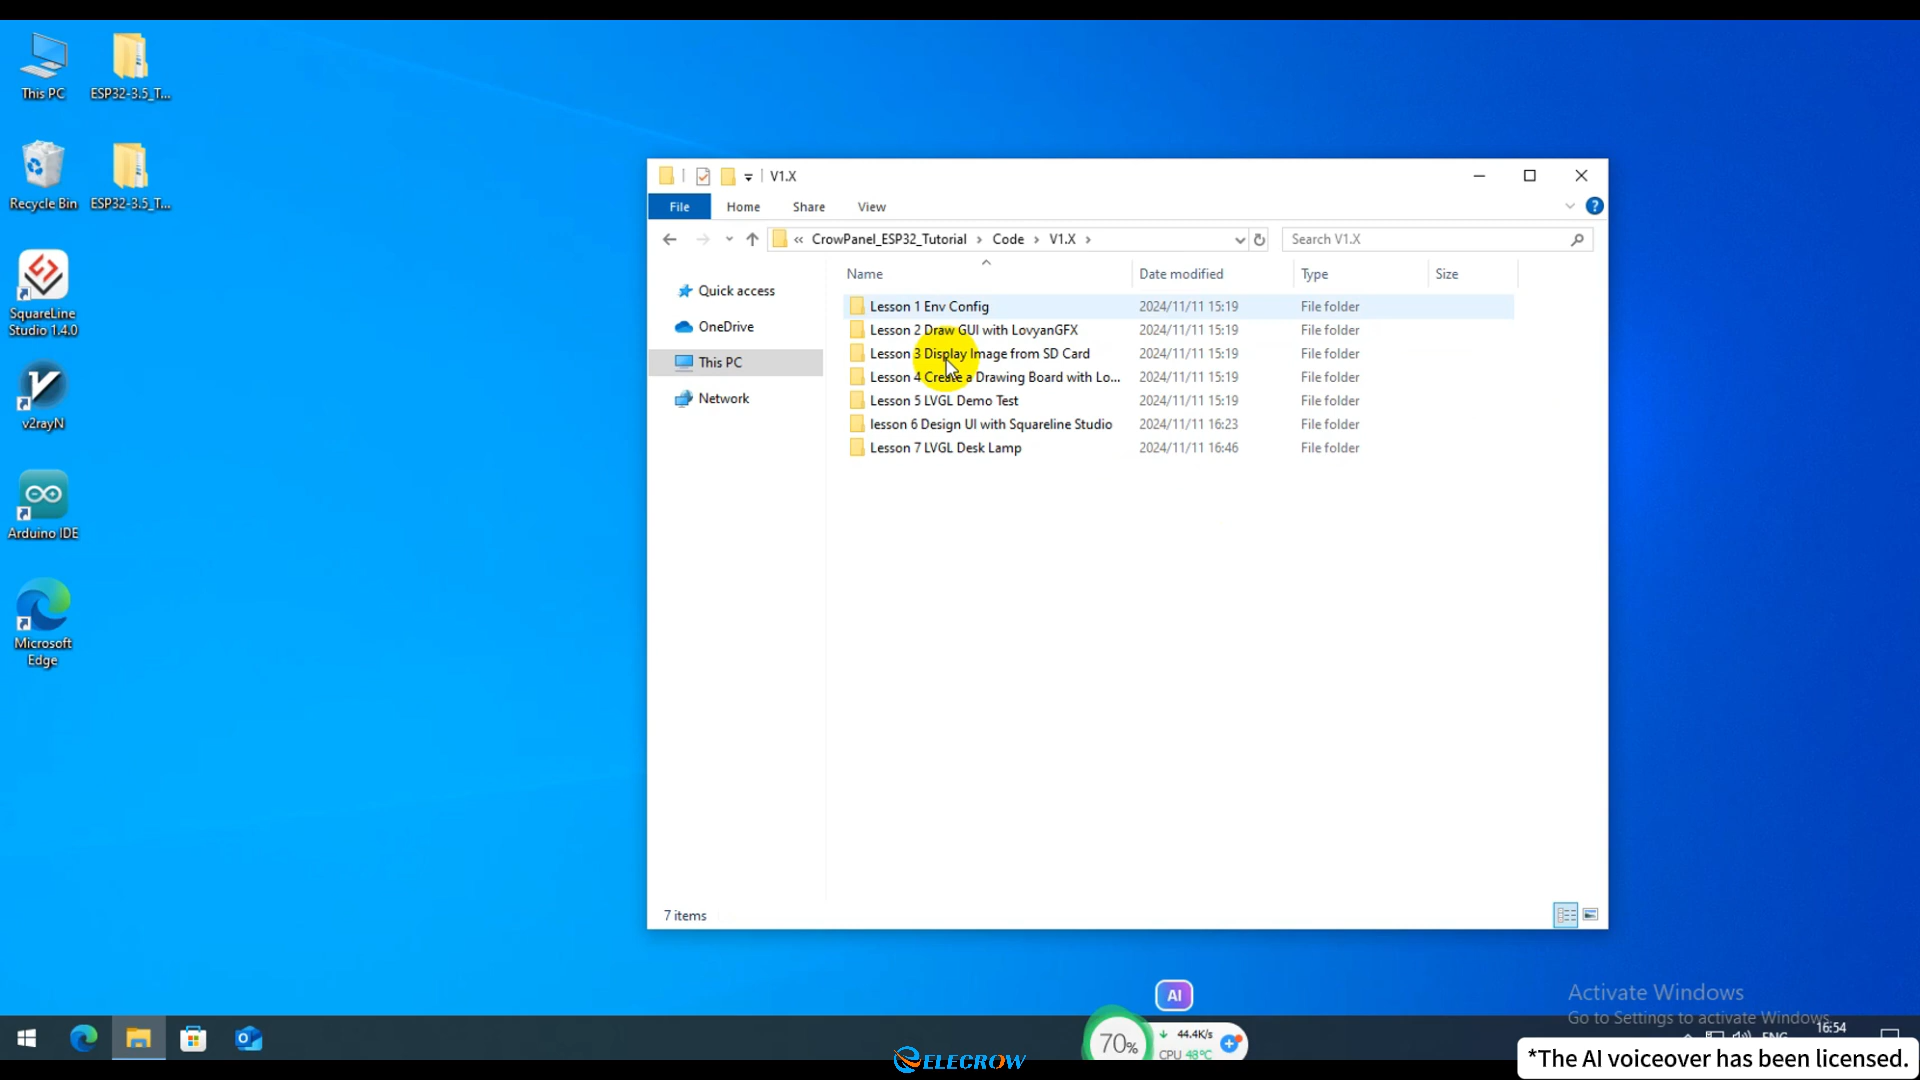 This PC
ESP32-3.5_T...
Recycle Bin
ESP32-3.5_T...
SquareLine
Studio 1.4.0
v2rayN
Arduino IDE
Microsoft
Edge
V1.X
File Home Share View
« CrowPanel_ESP32_Tutorial › Code › V1.X ›
Search V1.X
Name Date modified Type Size
Quick access
OneDrive
This PC
Network
Lesson 1 Env Config 2024/11/11 15:19 File folder
Lesson 2 Draw GUI with LovyanGFX 2024/11/11 15:19 File folder
Lesson 3 Display Image from SD Card 2024/11/11 15:19 File folder
Lesson 4 Create a Drawing Board with Lo... 2024/11/11 15:19 File folder
Lesson 5 LVGL Demo Test 2024/11/11 15:19 File folder
lesson 6 Design UI with Squareline Studio 2024/11/11 16:23 File folder
Lesson 7 LVGL Desk Lamp 2024/11/11 16:46 File folder
7 items
AI
Activate Windows
Go to Settings to activate Windows.
70%
44.4K/s
CPU 48°C
ENG
16:54
ELECROW
*The AI voiceover has been licensed.